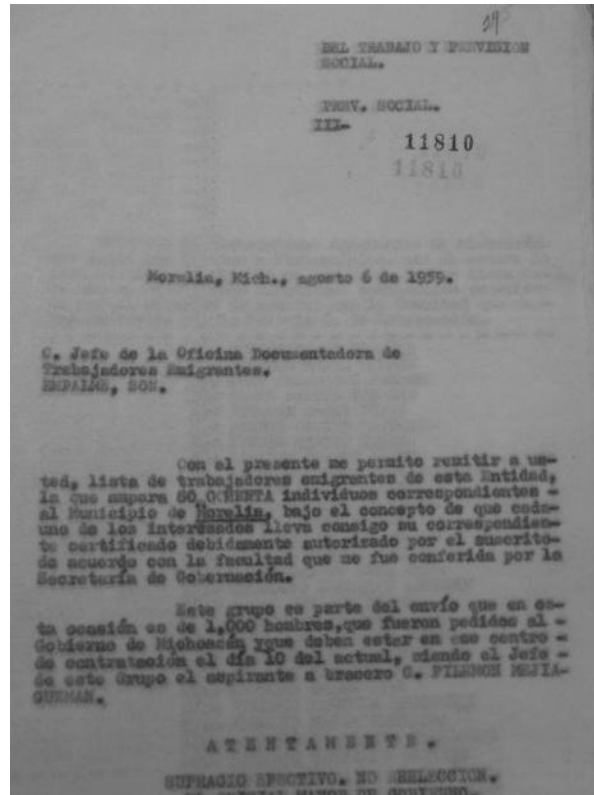 DEL TRABAJO Y PREVISION
SOCIAL.
PREV. SOCIAL.
III-
11810
11810
Morelia, Mich., agosto 6 de 1959.
C. Jefe de la Oficina Documentadora de
Trabajadores Emigrantes.
EMPALME, SON.
Con el presente me permito remitir a us-
ted, lista de trabajadores emigrantes de esta Entidad,
la que ampara 80 OCHENTA individuos correspondientes -
al Municipio de Morelia, bajo el concepto de que cada-
uno de los interesados lleva consigo su correspondien-
te certificado debidamente autorizado por el suscrito-
de acuerdo con la facultad que me fue conferida por la
Secretaría de Gobernación.
Este grupo es parte del envío que en es-
ta ocasión es de 1,000 hombres,que fueron pedidos al -
Gobierno de Michoacán yque deben estar en ese centro -
de contratación el día 10 del actual, siendo el Jefe -
de este Grupo el aspirante a bracero C. FILEMON MEJIA-
GUZMAN.
A T E N T A M E N T E .
SUFRAGIO EFECTIVO. NO REELECCION.
EL OFICIAL MAYOR DE GOBIERNO.